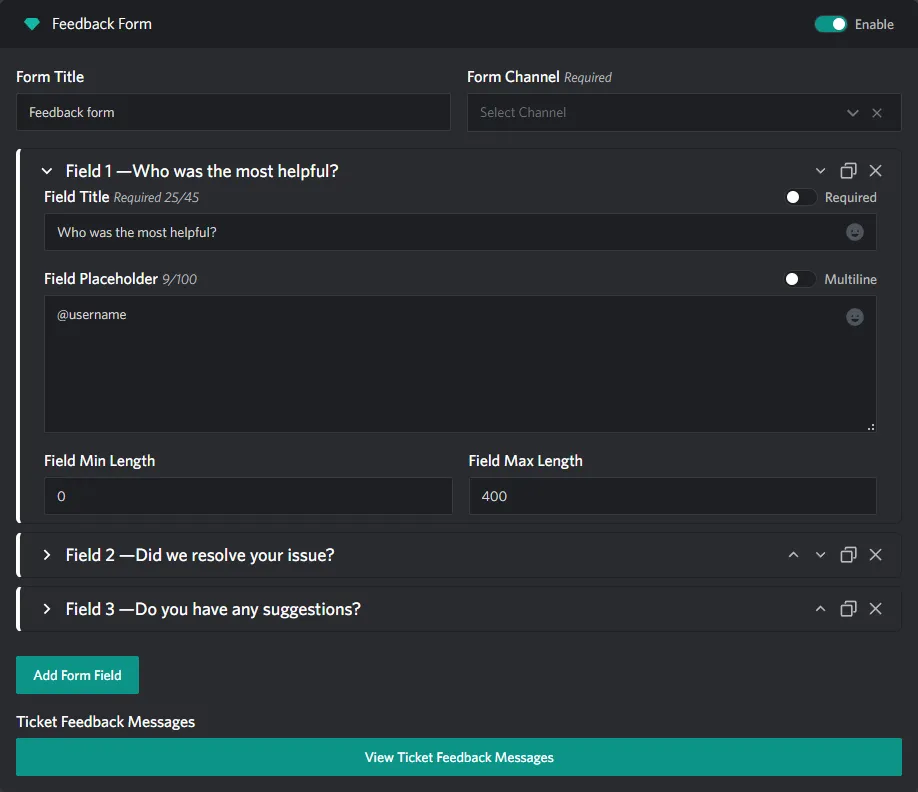 Feedback Form Enable
Form Title Form Channel Required
Feedback form Select Channel
Field 1 —Who was the most helpful?
Field Title Required 25/45 Required
Who was the most helpful?
Field Placeholder 9/100 Multiline
@username
Field Min Length Field Max Length
0 400
Field 2 —Did we resolve your issue?
Field 3 —Do you have any suggestions?
Add Form Field
Ticket Feedback Messages
View Ticket Feedback Messages